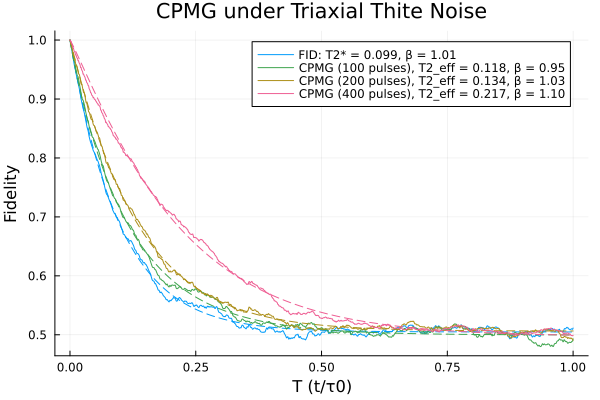 CPMG under Triaxial Thite Noise
FID: T2* = 0.099, β = 1.01
CPMG (100 pulses), T2_eff = 0.118, β = 0.95
CPMG (200 pulses), T2_eff = 0.134, β = 1.03
CPMG (400 pulses), T2_eff = 0.217, β = 1.10
Fidelity
1.0
0.9
0.8
0.7
0.6
0.5
0.00 0.25 0.50 0.75 1.00
T (t/τ0)